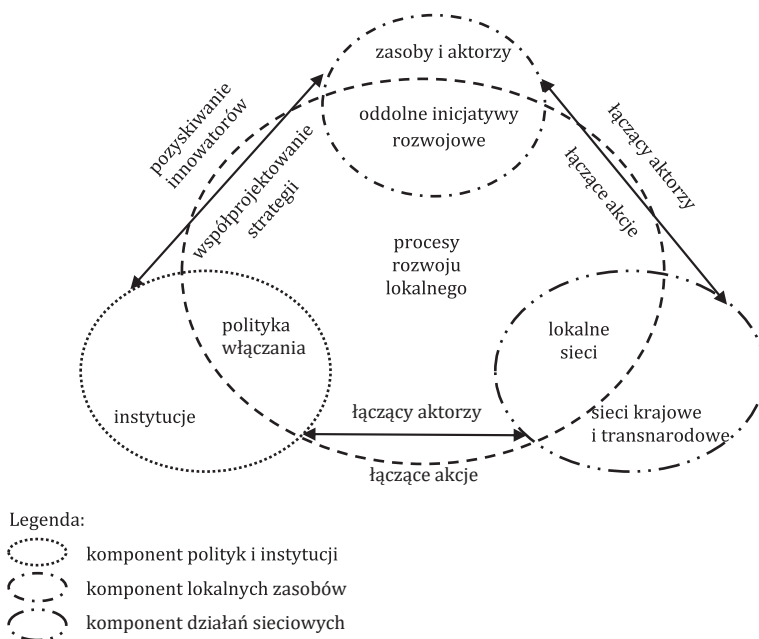 zasoby i aktorzy
oddolne inicjatywy
rozwojowe
pozyskiwanie
innowatorów
współprojektowanie
strategii
łączący aktorzy
łączące akcje
procesy
rozwoju
lokalnego
polityka
włączania
instytucje
lokalne
sieci
sieci krajowe
i transnarodowe
łączący aktorzy
łączące akcje
Legenda:
komponent polityk i instytucji
komponent lokalnych zasobów
komponent działań sieciowych